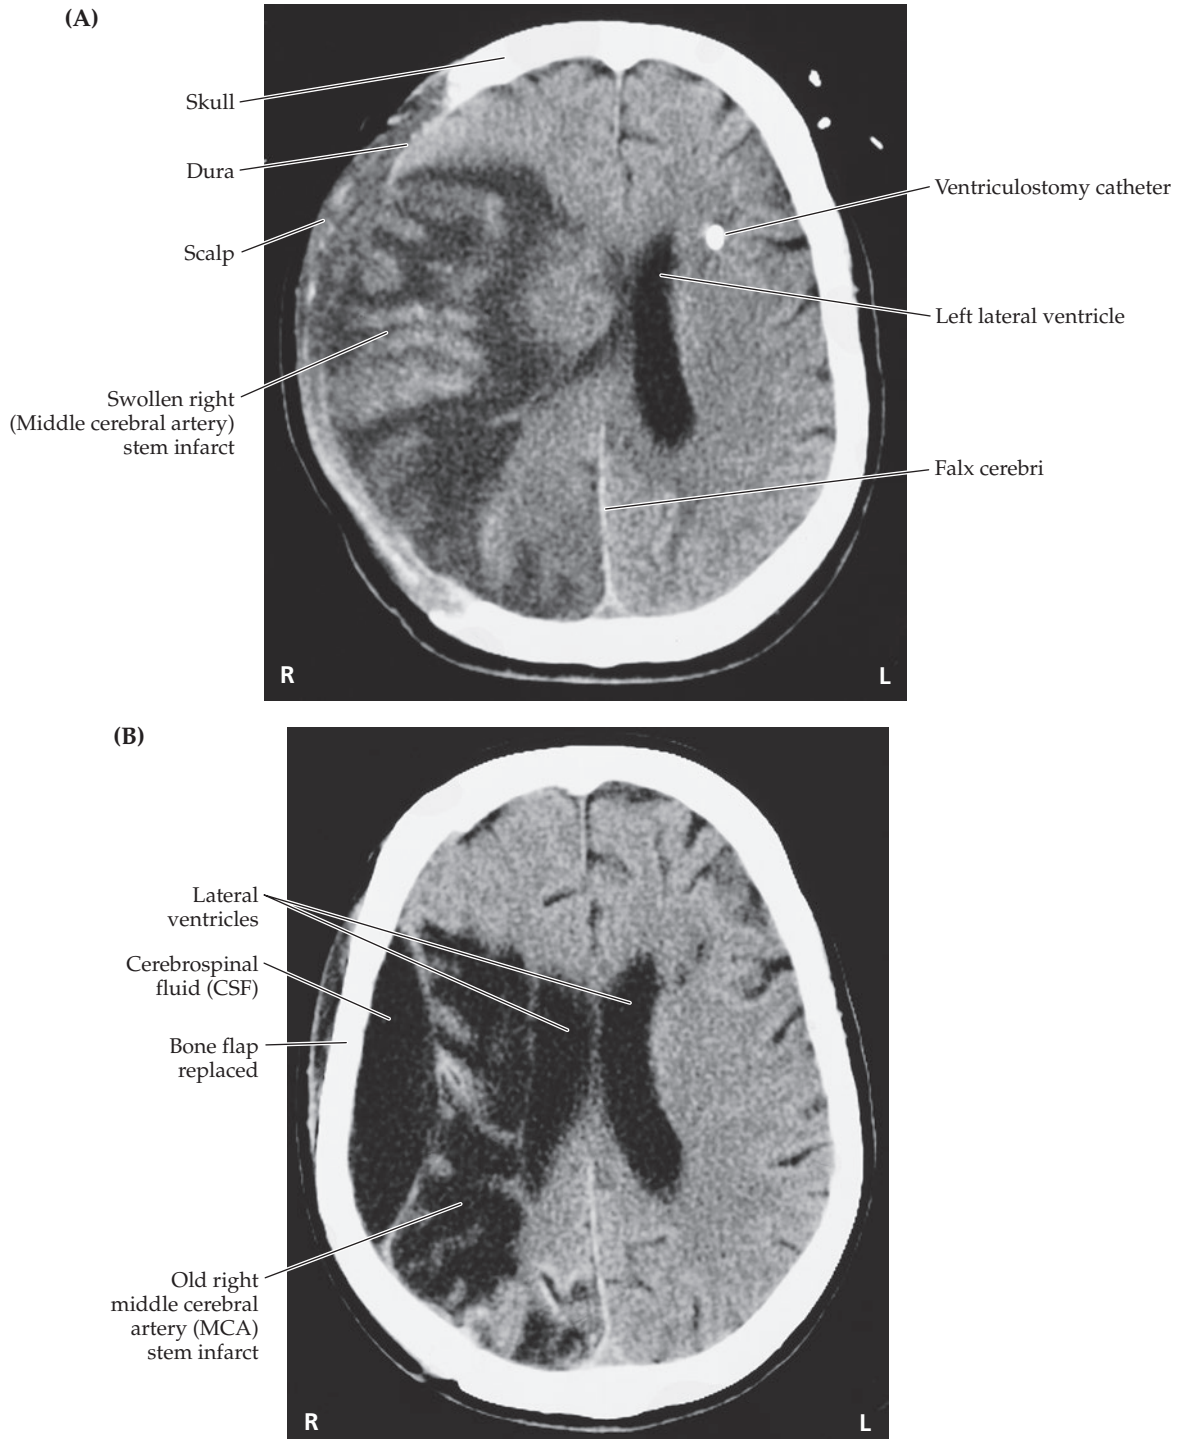 (A)
Skull
Dura
Scalp
Swollen right
(Middle cerebral artery)
stem infarct
Ventriculostomy catheter
Left lateral ventricle
Falx cerebri
R
L
(B)
Lateral
ventricles
Cerebrospinal
fluid (CSF)
Bone flap
replaced
Old right
middle cerebral
artery (MCA)
stem infarct
R
L